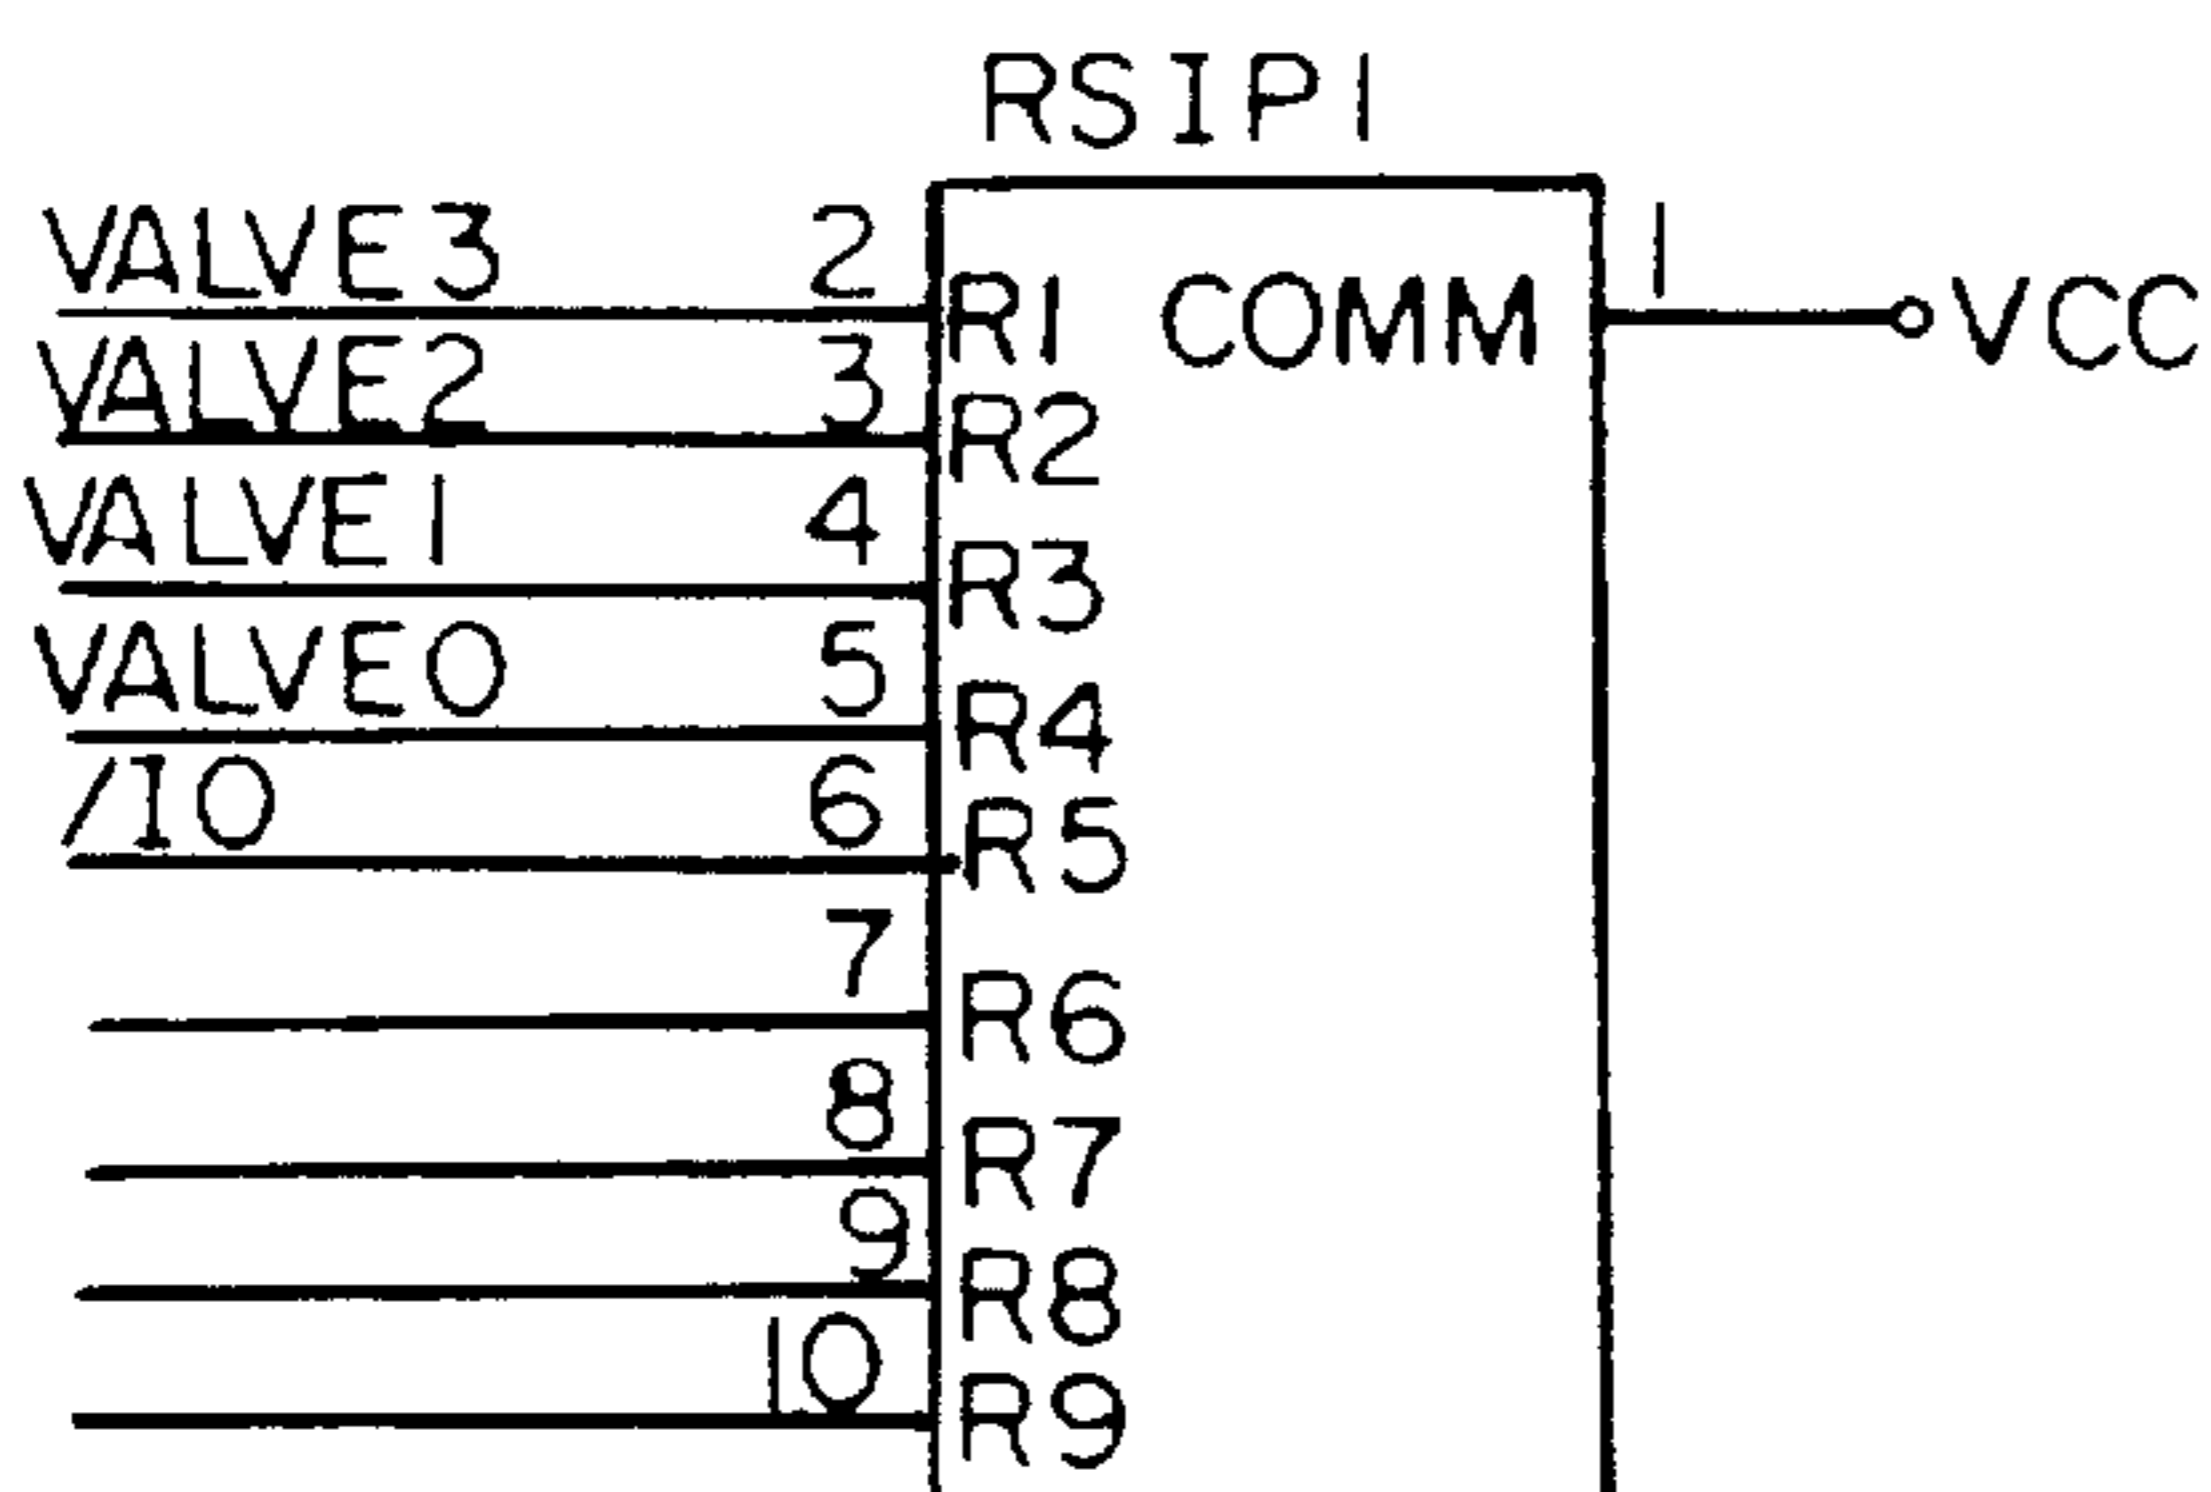 RSIP1
VALVE3 2 R1 COMM 1 VCC
VALVE2 3 R2
VALVE1 4 R3
VALVE0 5 R4
/IO 6 R5
7 R6
8 R7
9 R8
10 R9